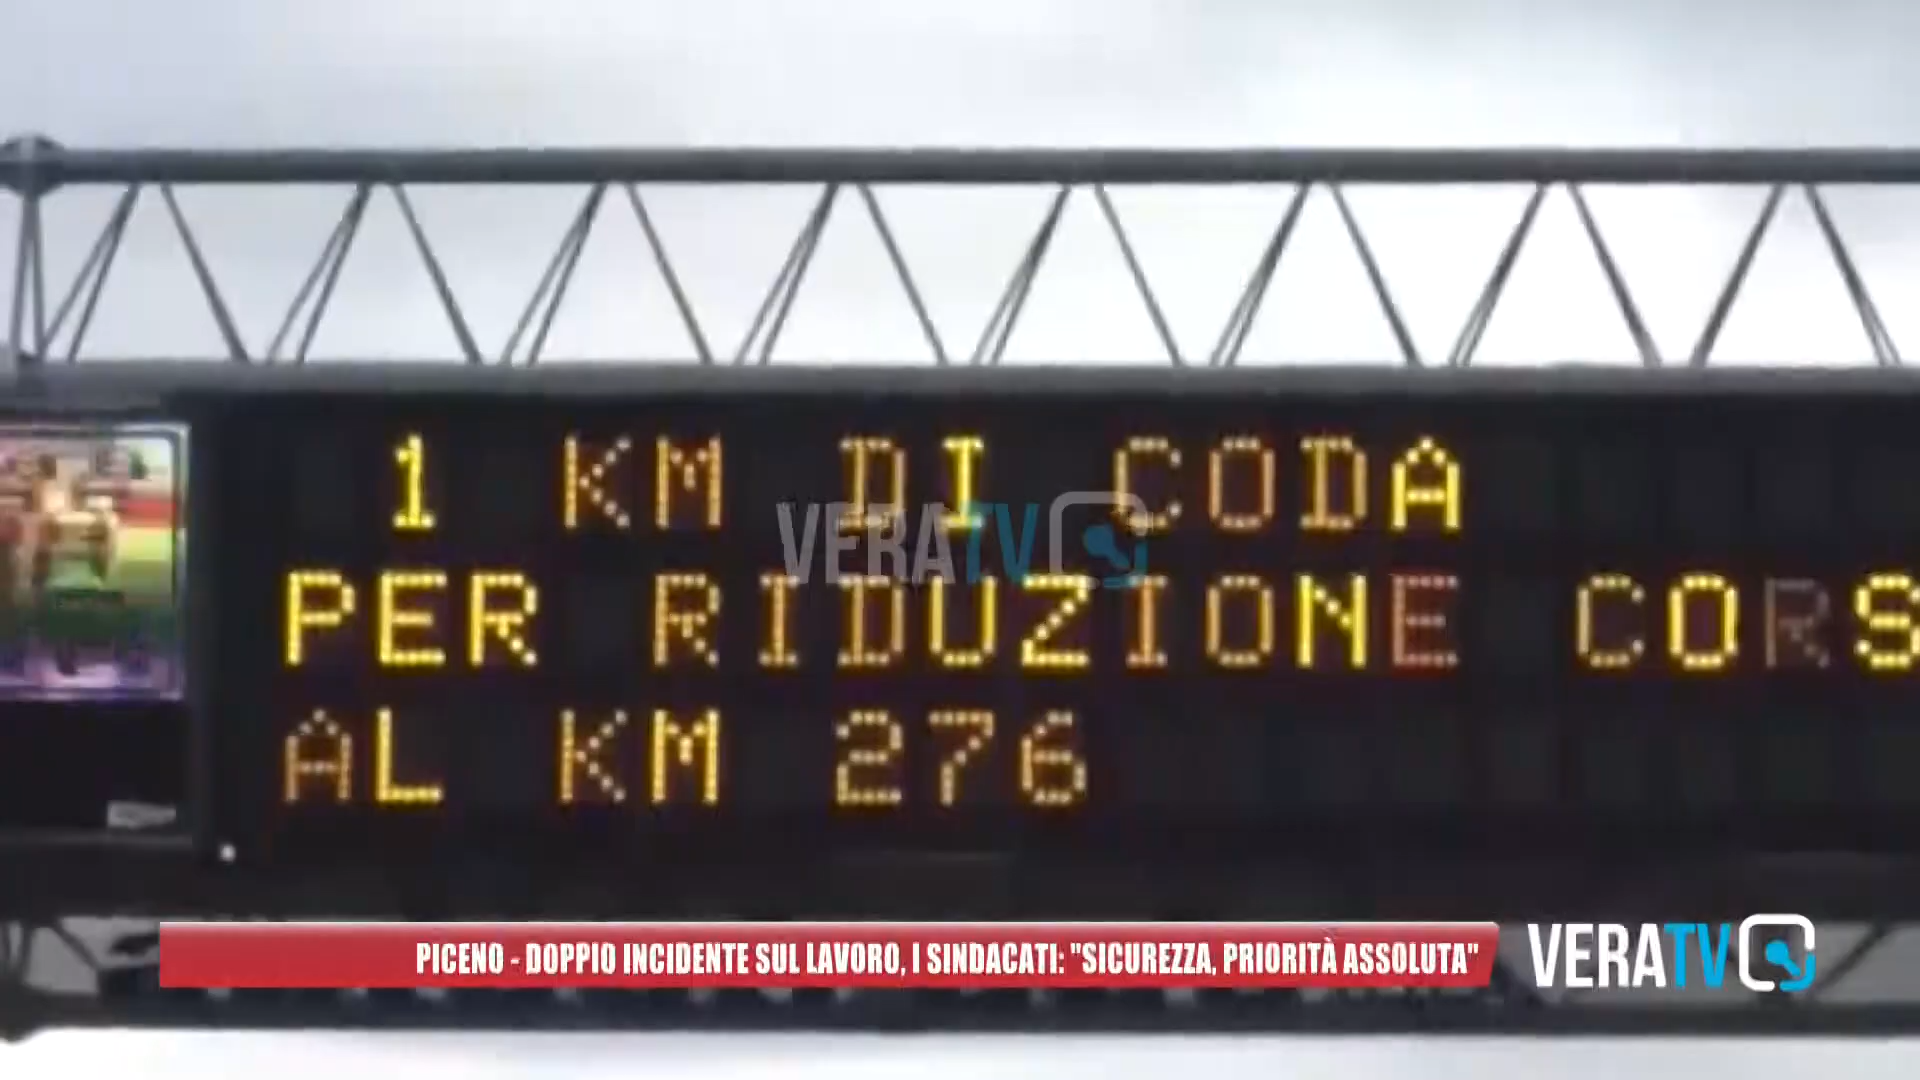 1 KM DI CODA
VERATV
PER RIDUZIONE CORS
AL KM 276
PICENO - DOPPIO INCIDENTE SUL LAVORO, I SINDACATI: "SICUREZZA, PRIORITÀ ASSOLUTA"
VERATV